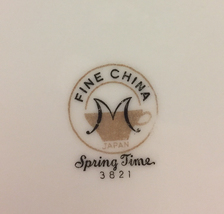 FINE CHINA
M
JAPAN
Spring Time
3821